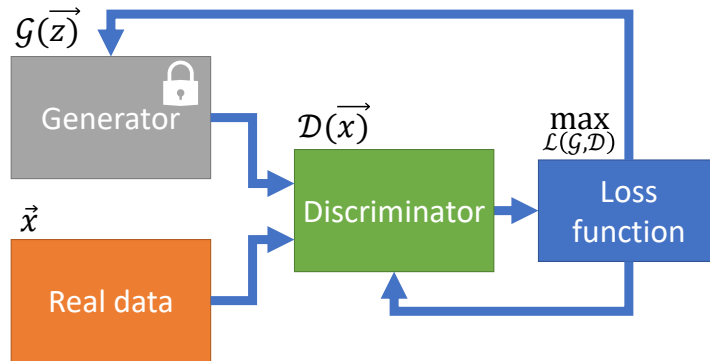 𝒢(z⃗)
Generator
𝒟(x⃗)
max
ℒ(𝒢,𝒟)
Discriminator
Loss
function
x⃗
Real data